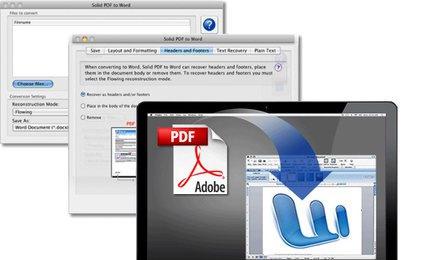 Solid PDF to Word
Files to convert
Filename
Choose files...
Conversion Settings
Reconstruction Mode:
Flowing
Save As:
Word Document (*.docx)
Solid PDF to Word
Save
Layout and Formatting
Headers and Footers
Text Recovery
Plain Text
When converting to Word, Solid PDF to Word can recover headers and footers, place
them in the document body or remove them. To recover headers and footers you must
select the Flowing reconstruction mode.
Recover as headers and/or footers
Place in the body of the
Remove
PDF
Adobe